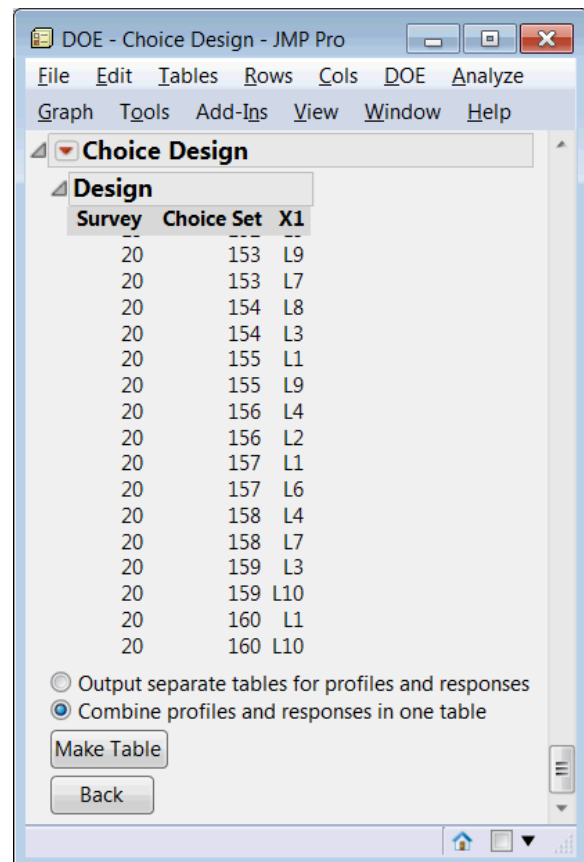 DOE - Choice Design - JMP Pro
File Edit Tables Rows Cols DOE Analyze
Graph Tools Add-Ins View Window Help
Choice Design
Design
Survey Choice Set X1
20 153 L9
20 153 L7
20 154 L8
20 154 L3
20 155 L1
20 155 L9
20 156 L4
20 156 L2
20 157 L1
20 157 L6
20 158 L4
20 158 L7
20 159 L3
20 159 L10
20 160 L1
20 160 L10
Output separate tables for profiles and responses
Combine profiles and responses in one table
Make Table
Back